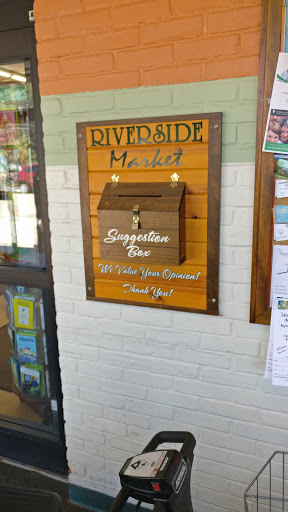 RIVERSIDE
Market
Suggestion
Box
We Value Your Opinion!
Thank You!